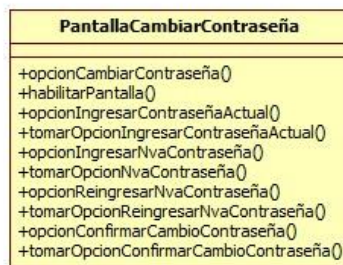 PantallaCambiarContraseña
+opcionCambiarContraseña()
+habilitarPantalla()
+opcionIngresarContraseñaActual()
+tomarOpcionIngresarContraseñaActual()
+opcionIngresarNvaContraseña()
+tomarOpcionNvaContraseña()
+opcionReingresarNvaContraseña()
+tomarOpcionReingresarNvaContraseña()
+opcionConfirmarCambioContraseña()
+tomarOpcionConfirmarCambioContraseña()